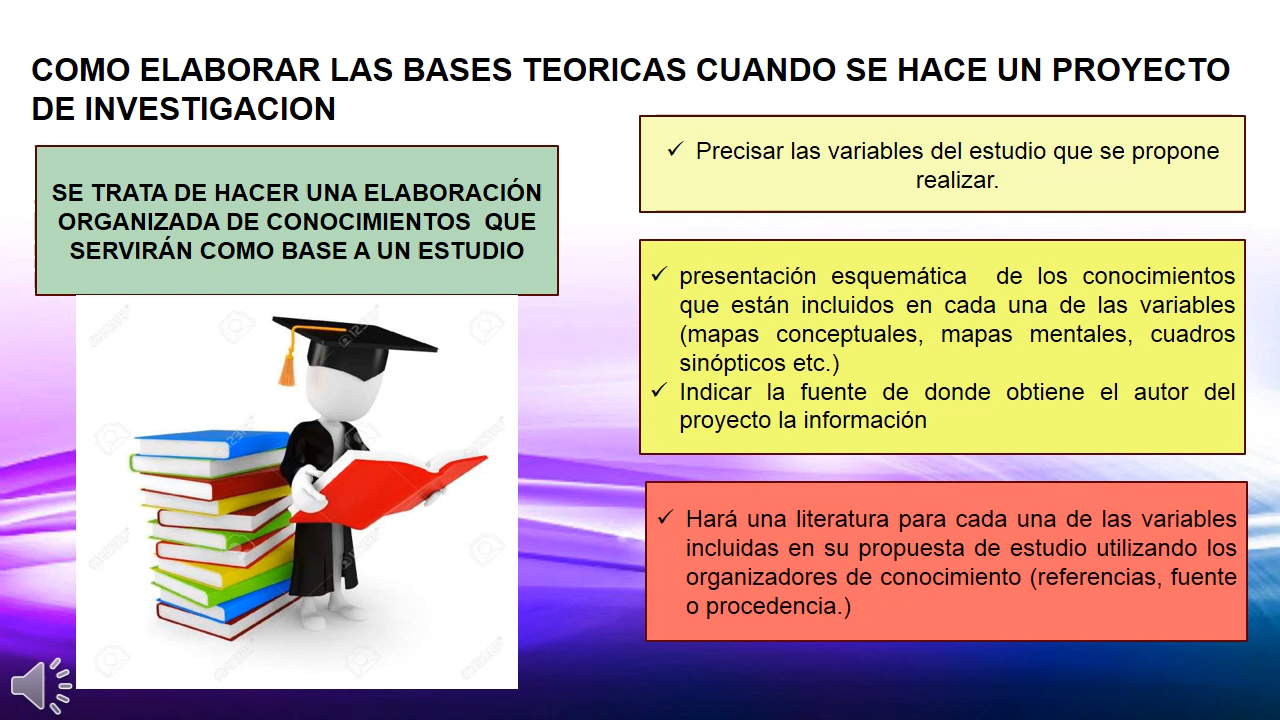 COMO ELABORAR LAS BASES TEORICAS CUANDO SE HACE UN PROYECTO
DE INVESTIGACION
SE TRATA DE HACER UNA ELABORACIÓN
ORGANIZADA DE CONOCIMIENTOS QUE
SERVIRÁN COMO BASE A UN ESTUDIO
✓ Precisar las variables del estudio que se propone
realizar.
✓ presentación esquemática de los conocimientos
que están incluidos en cada una de las variables
(mapas conceptuales, mapas mentales, cuadros
sinópticos etc.)
✓ Indicar la fuente de donde obtiene el autor del
proyecto la información
✓ Hará una literatura para cada una de las variables
incluidas en su propuesta de estudio utilizando los
organizadores de conocimiento (referencias, fuente
o procedencia.)